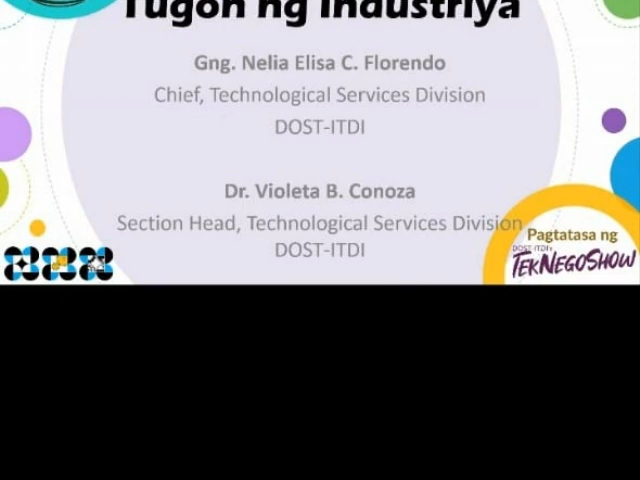 Tugon ng Industriya
Gng. Nelia Elisa C. Florendo
Chief, Technological Services Division
DOST-ITDI
Dr. Violeta B. Conoza
Section Head, Technological Services Division
DOST-ITDI
Pagtatasa ng
DOST-ITDI's
TEKNEGOSHOW